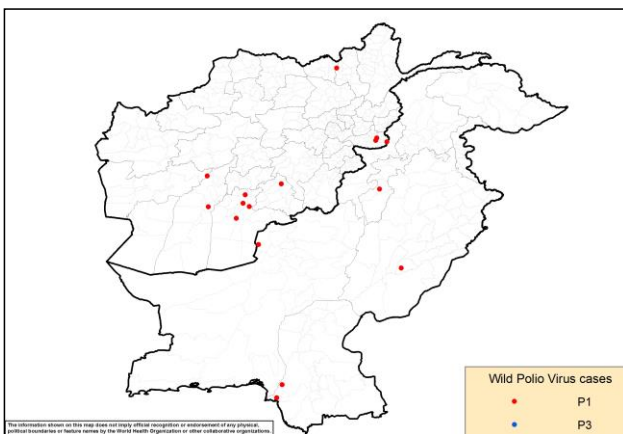 Wild Polio Virus cases
P1
P3
The information shown on this map does not imply official recognition or endorsement of any physical,
political boundaries or feature names by the World Health Organization or other collaborative organizations.